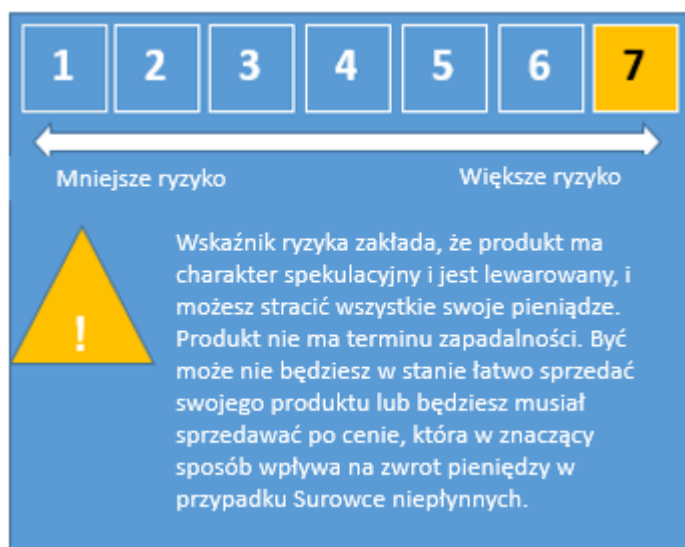 1 2 3 4 5 6 7
Mniejsze ryzyko Większe ryzyko
Wskaźnik ryzyka zakłada, że produkt ma
charakter spekulacyjny i jest lewarowany, i
możesz stracić wszystkie swoje pieniądze.
Produkt nie ma terminu zapadalności. Być
może nie będziesz w stanie łatwo sprzedać
swojego produktu lub będziesz musiał
sprzedawać po cenie, która w znaczący
sposób wpływa na zwrot pieniędzy w
przypadku Surowce niepłynnych.
!